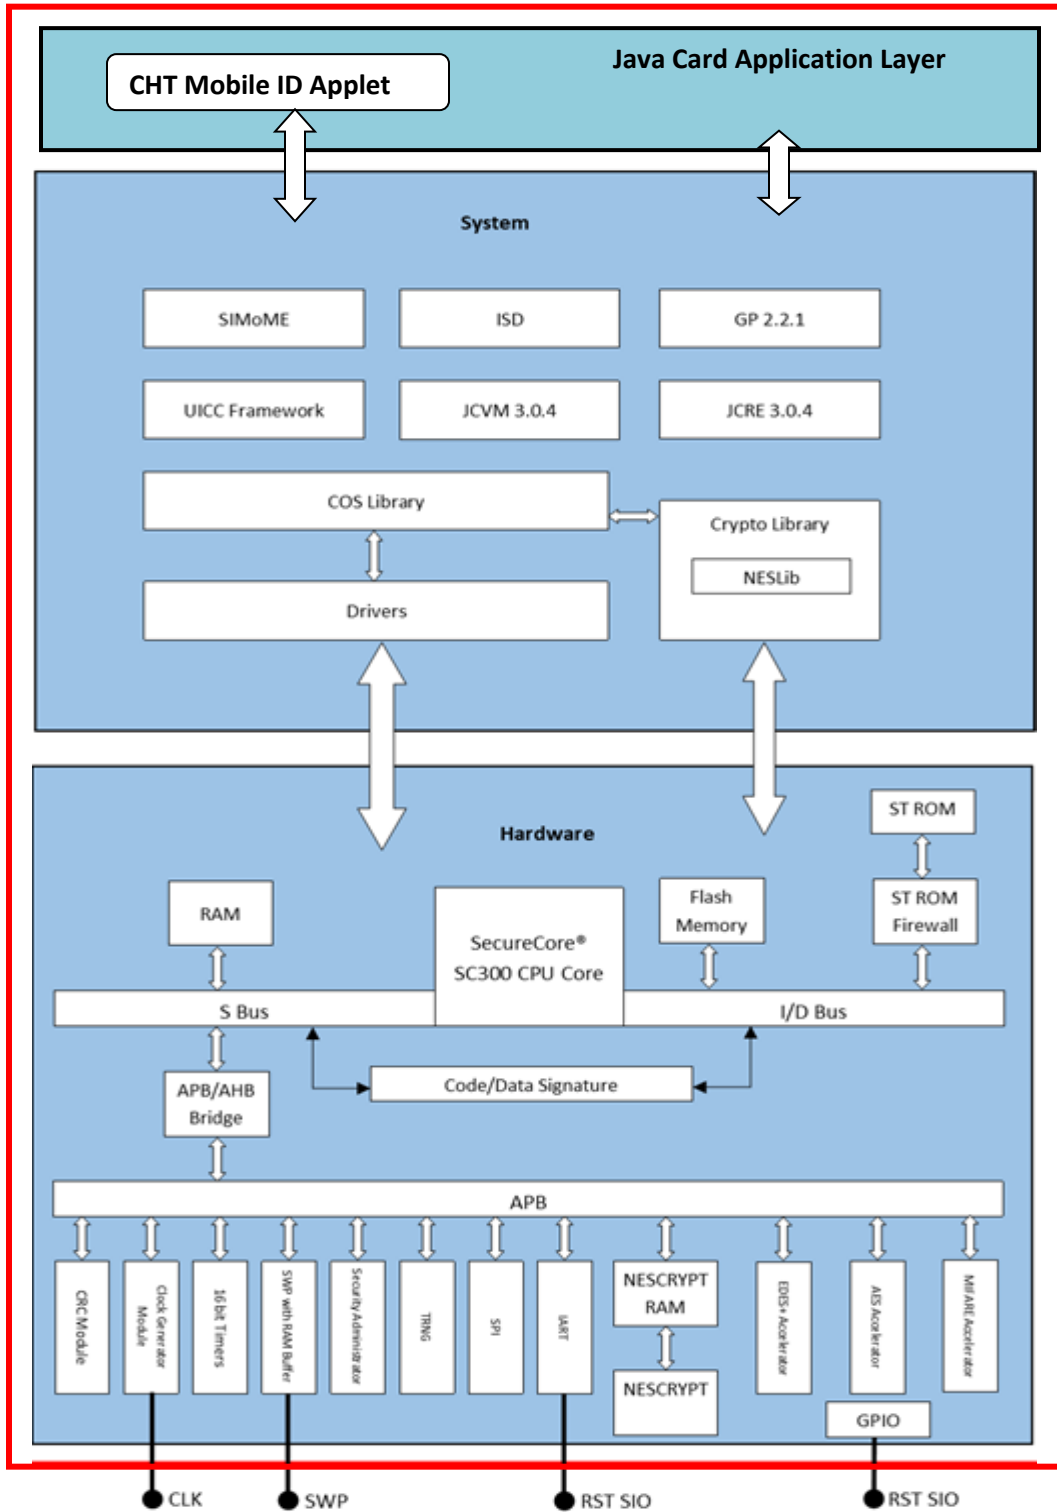 Java Card Application Layer
CHT Mobile ID Applet
System
SIMoME
ISD
GP 2.2.1
UICC Framework
JCVM 3.0.4
JCRE 3.0.4
COS Library
Crypto Library
NESLib
Drivers
Hardware
ST ROM
RAM
SecureCore®
SC300 CPU Core
Flash
Memory
ST ROM
Firewall
S Bus
I/D Bus
Code/Data Signature
APB/AHB
Bridge
APB
CRC Module
Clock Generator
Module
16 bit Timers
SWP with RAM Buffer
Security Administrator
TRNG
SPI
IART
NESCRYPT
RAM
NESCRYPT
EDES+ Accelerator
AES Accelerator
MIFARE Accelerator
GPIO
CLK
SWP
RST SIO
RST SIO